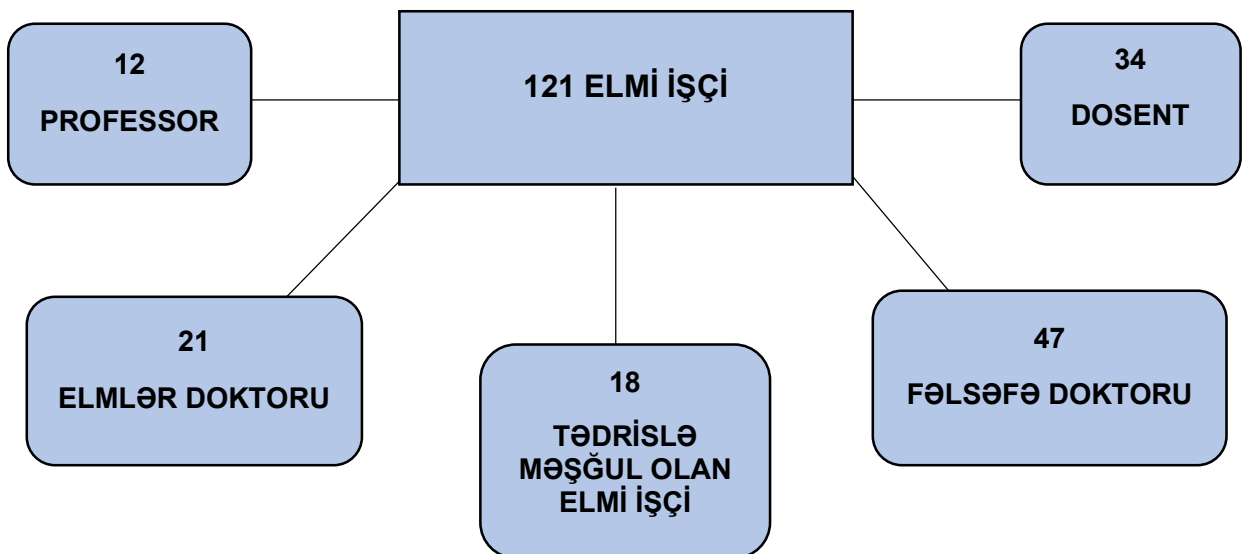 12
PROFESSOR
121 ELMİ İŞÇİ
34
DOSENT
21
ELMLƏR DOKTORU
18
TƏDRİSLƏ
MƏŞĞUL OLAN
ELMİ İŞÇİ
47
FƏLSƏFƏ DOKTORU